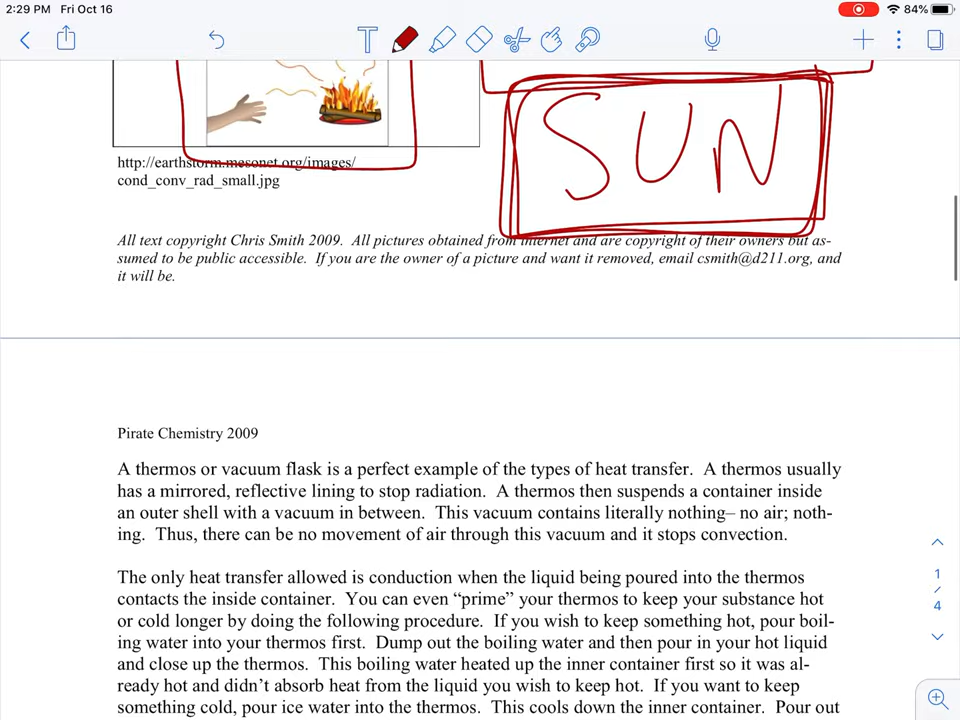 2:29 PM Fri Oct 16
84%
T
SUN
http://earthstorm.mesonet.org/images/
cond_conv_rad_small.jpg
All text copyright Chris Smith 2009. All pictures obtained from internet and are copyright of their owners but as-
sumed to be public accessible. If you are the owner of a picture and want it removed, email csmith@d211.org, and
it will be.
Pirate Chemistry 2009
A thermos or vacuum flask is a perfect example of the types of heat transfer. A thermos usually
has a mirrored, reflective lining to stop radiation. A thermos then suspends a container inside
an outer shell with a vacuum in between. This vacuum contains literally nothing– no air; noth-
ing. Thus, there can be no movement of air through this vacuum and it stops convection.
1
/
4
The only heat transfer allowed is conduction when the liquid being poured into the thermos
contacts the inside container. You can even “prime” your thermos to keep your substance hot
or cold longer by doing the following procedure. If you wish to keep something hot, pour boil-
ing water into your thermos first. Dump out the boiling water and then pour in your hot liquid
and close up the thermos. This boiling water heated up the inner container first so it was al-
ready hot and didn’t absorb heat from the liquid you wish to keep hot. If you want to keep
something cold, pour ice water into the thermos. This cools down the inner container. Pour out